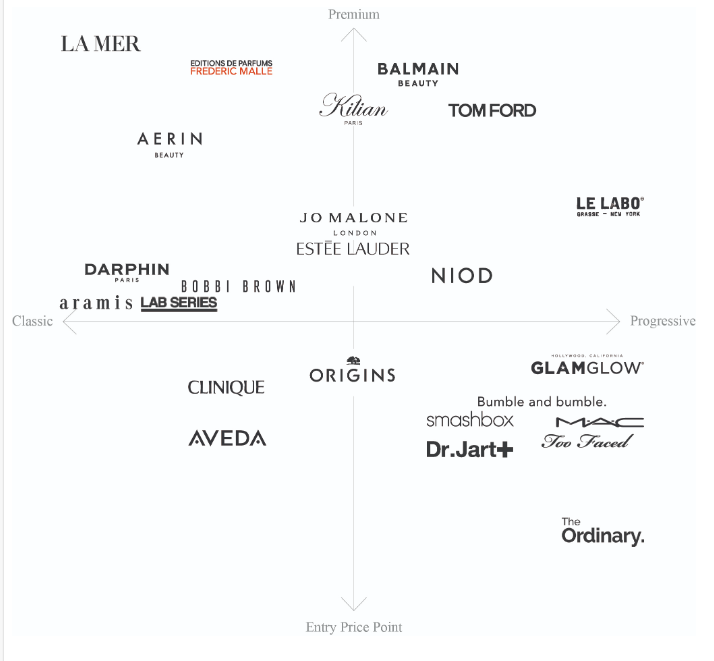 Premium
LA MER
EDITIONS DE PARFUMS
FREDERIC MALLE
BALMAIN
BEAUTY
Kilian
PARIS
TOM FORD
AERIN
BEAUTY
LE LABO®
GRASSE – NEW YORK
JO MALONE
LONDON
ESTĒE LAUDER
DARPHIN
PARIS
NIOD
BOBBI BROWN
aramis LAB SERIES
Classic
Progressive
HOLLYWOOD, CALIFORNIA
GLAMGLOW®
ORIGINS
CLINIQUE
Bumble and bumble.
smashbox
MAC
AVEDA
Dr.Jart+
Too Faced
The
Ordinary.
Entry Price Point